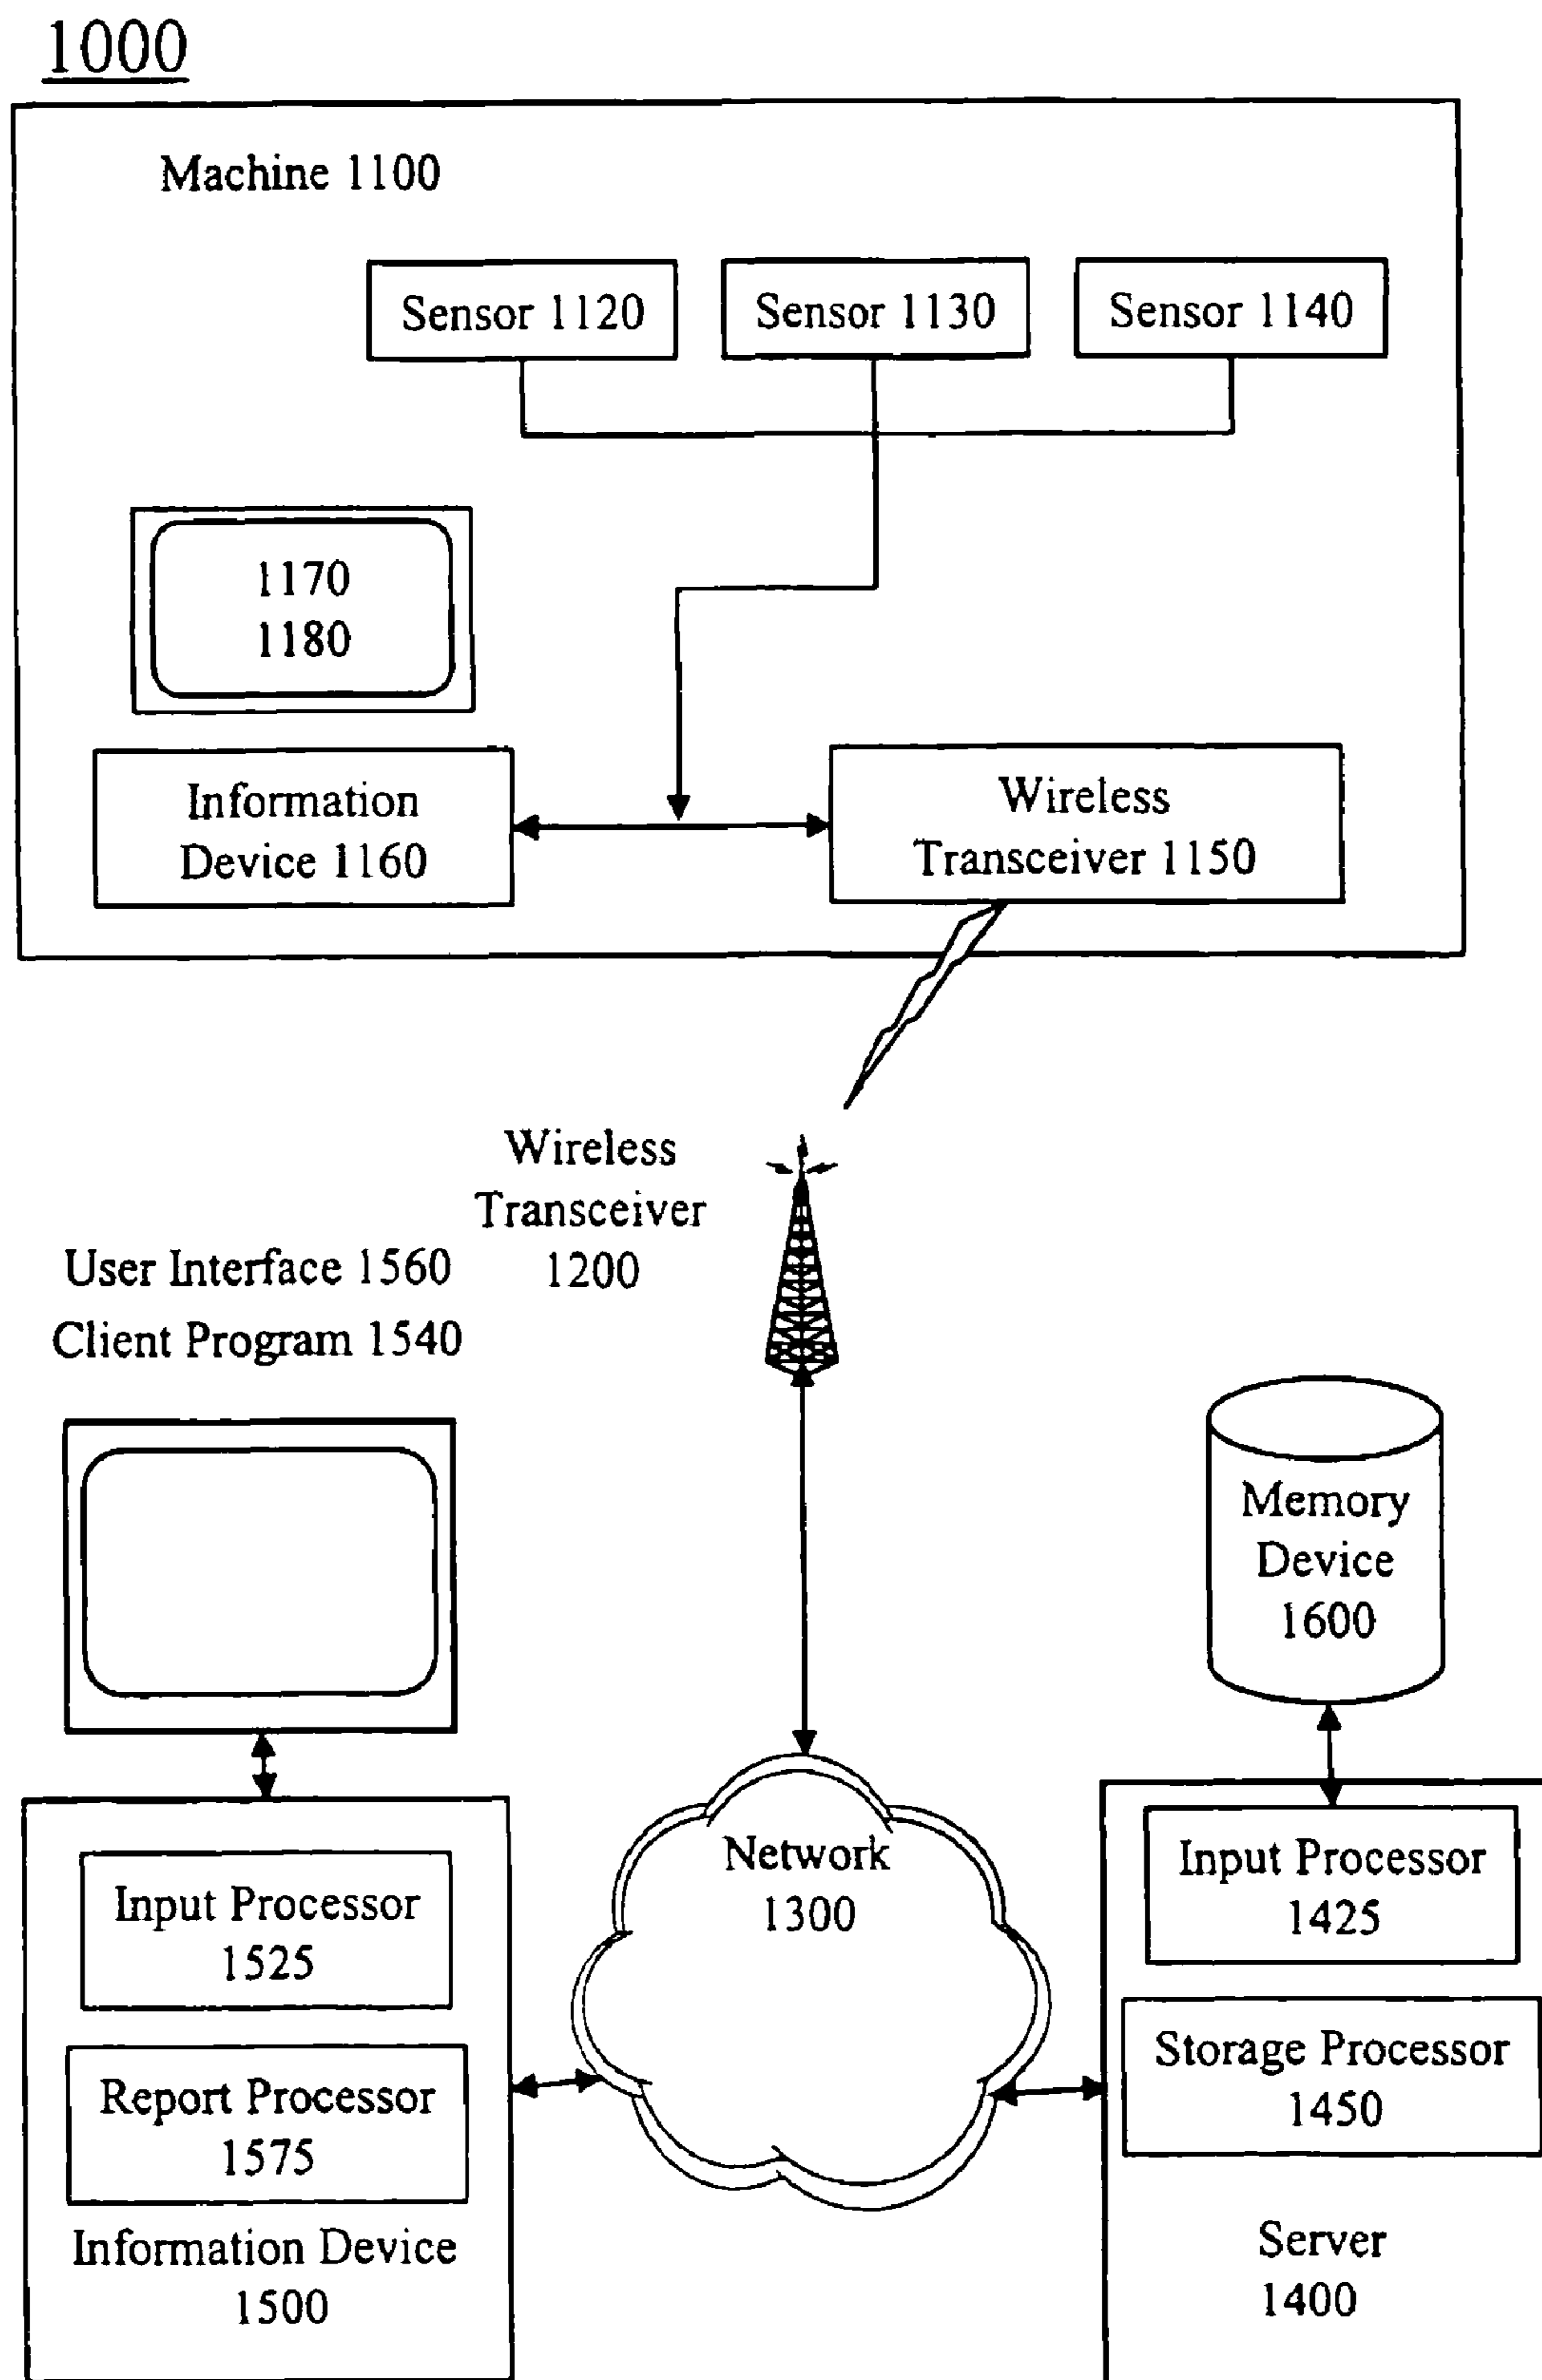 1000
Machine 1100
Sensor 1120
Sensor 1130
Sensor 1140
1170
1180
Information
Device 1160
Wireless
Transceiver 1150
Wireless
Transceiver
1200
User Interface 1560
Client Program 1540
Memory
Device
1600
Network
1300
Input Processor
1525
Report Processor
1575
Information Device
1500
Input Processor
1425
Storage Processor
1450
Server
1400